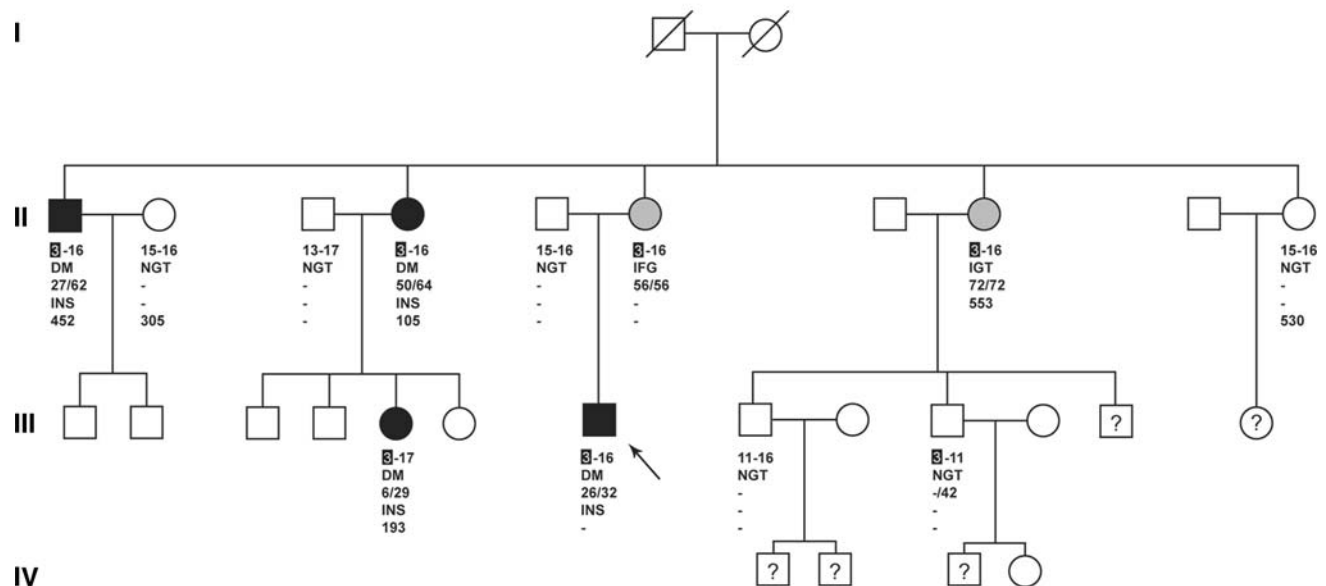 I
II
3-16
DM
27/62
INS
452
15-16
NGT
-
-
305
13-17
NGT
-
-
-
3-16
DM
50/64
INS
105
15-16
NGT
-
-
-
3-16
IFG
56/56
-
-
3-16
IGT
72/72
553
15-16
NGT
-
-
530
III
?
?
3-17
DM
6/29
INS
193
3-16
DM
26/32
INS
-
11-16
NGT
-
-
-
3-11
NGT
-/42
-
-
IV
?
?
?